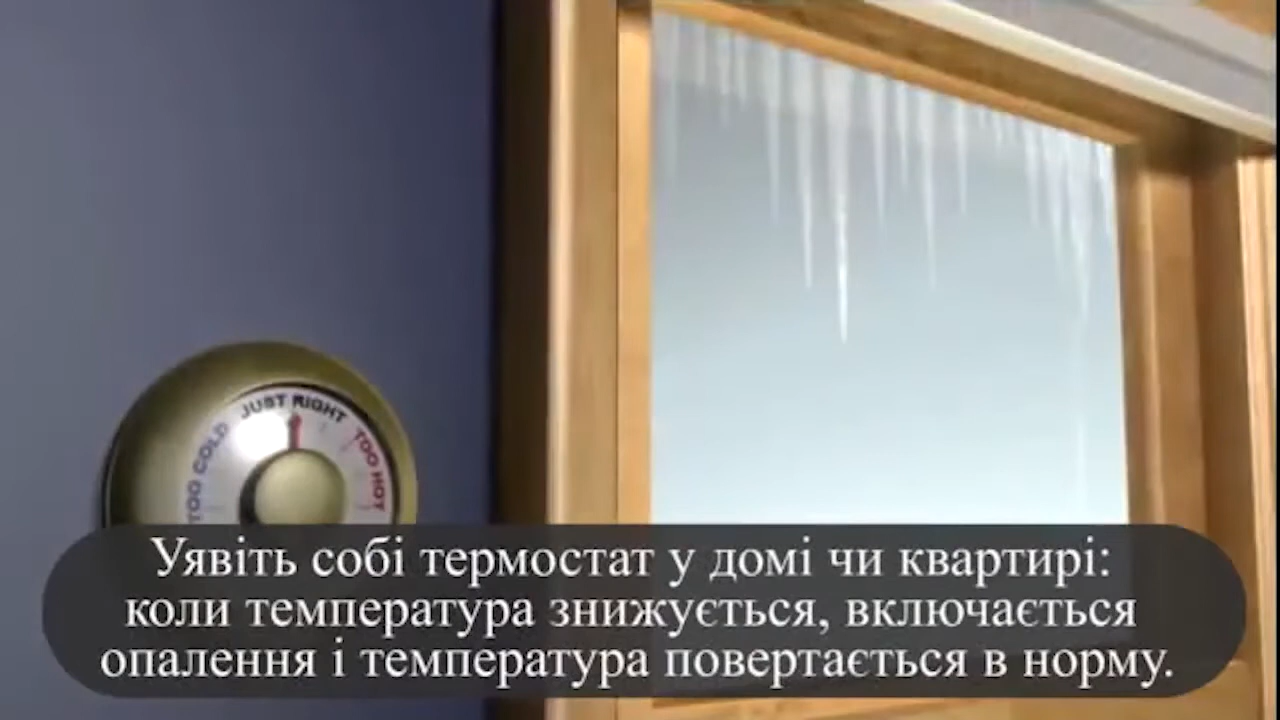 JUST RIGHT
TOO COLD
TOO HOT
Уявіть собі термостат у домі чи квартирі:
коли температура знижується, включається
опалення і температура повертається в норму.